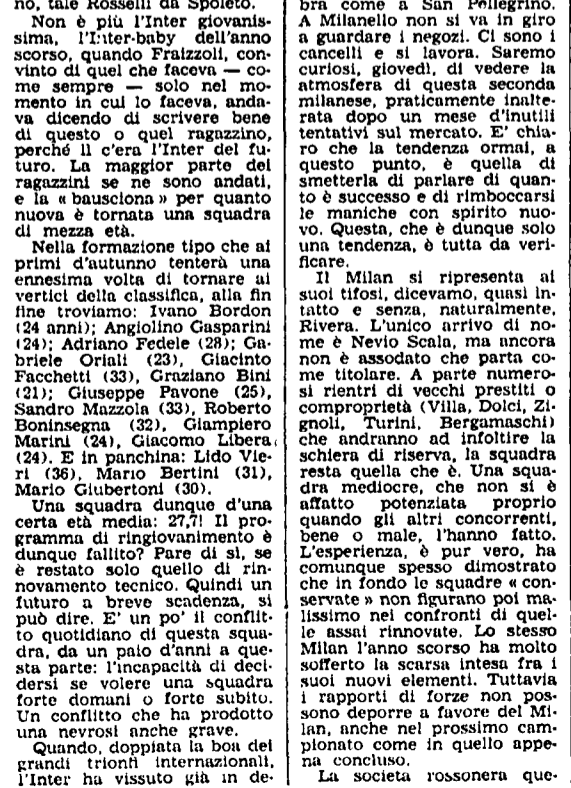 no, tale Rosselli da Spoleto.
Non è più l'Inter giovanis-
sima, l'Inter-baby dell'anno
scorso, quando Fraizzoli, con-
vinto di quel che faceva — co-
me sempre — solo nel mo-
mento in cui lo faceva, anda-
va dicendo di scrivere bene
di questo o quel ragazzino,
perché lì c'era l'Inter del fu-
turo. La maggior parte dei
ragazzini se ne sono andati,
e la « bausciona » per quanto
nuova è tornata una squadra
di mezza età.
Nella formazione tipo che ai
primi d'autunno tenterà una
ennesima volta di tornare ai
vertici della classifica, alla fin
fine troviamo: Ivano Bordon
(24 anni); Angiolino Gasparini
(24); Adriano Fedele (28); Ga-
briele Oriali (23), Giacinto
Facchetti (33), Graziano Bini
(21); Giuseppe Pavone (25),
Sandro Mazzola (33), Roberto
Boninsegna (32), Giampiero
Marini (24), Giacomo Libera
(24). E in panchina: Lido Vie-
ri (36), Mario Bertini (31),
Mario Giubertoni (30).
Una squadra dunque d'una
certa età media: 27,7! Il pro-
gramma di ringiovanimento è
dunque fallito? Pare di sì, se
è restato solo quello di rin-
novamento tecnico. Quindi un
futuro a breve scadenza, si
può dire. E' un po' il conflit-
to quotidiano di questa squa-
dra, da un paio d'anni a que-
sta parte: l'incapacità di deci-
dersi se volere una squadra
forte domani o forte subito.
Un conflitto che ha prodotto
una nevrosi anche grave.
Quando, doppiata la boa dei
grandi trionfi internazionali,
l'Inter ha vissuto già in de-
bra come a San Pellegrino.
A Milanello non si va in giro
a guardare i negozi. Ci sono i
cancelli e si lavora. Saremo
curiosi, giovedì, di vedere la
atmosfera di questa seconda
milanese, praticamente inalte-
rata dopo un mese d'inutili
tentativi sul mercato. E' chia-
ro che la tendenza ormai, a
questo punto, è quella di
smetterla di parlare di quan-
to è successo e di rimboccarsi
le maniche con spirito nuo-
vo. Questa, che è dunque solo
una tendenza, è tutta da veri-
ficare.
Il Milan si ripresenta ai
suoi tifosi, dicevamo, quasi in-
tatto e senza, naturalmente,
Rivera. L'unico arrivo di no-
me è Nevio Scala, ma ancora
non è assodato che parta co-
me titolare. A parte numero-
si rientri di vecchi prestiti o
comproprietà (Villa, Dolci, Zi-
gnoli, Turini, Bergamaschi)
che andranno ad infoltire la
schiera di riserva, la squadra
resta quella che è. Una squa-
dra mediocre, che non si è
affatto potenziata proprio
quando gli altri concorrenti,
bene o male, l'hanno fatto.
L'esperienza, è pur vero, ha
comunque spesso dimostrato
che in fondo le squadre « con-
servate » non figurano poi ma-
lissimo nei confronti di quel-
le assai rinnovate. Lo stesso
Milan l'anno scorso ha molto
sofferto la scarsa intesa fra i
suoi nuovi elementi. Tuttavia
i rapporti di forze non pos-
sono deporre a favore del Mi-
lan, anche nel prossimo cam-
pionato come in quello appe-
na concluso.
La società rossonera que-